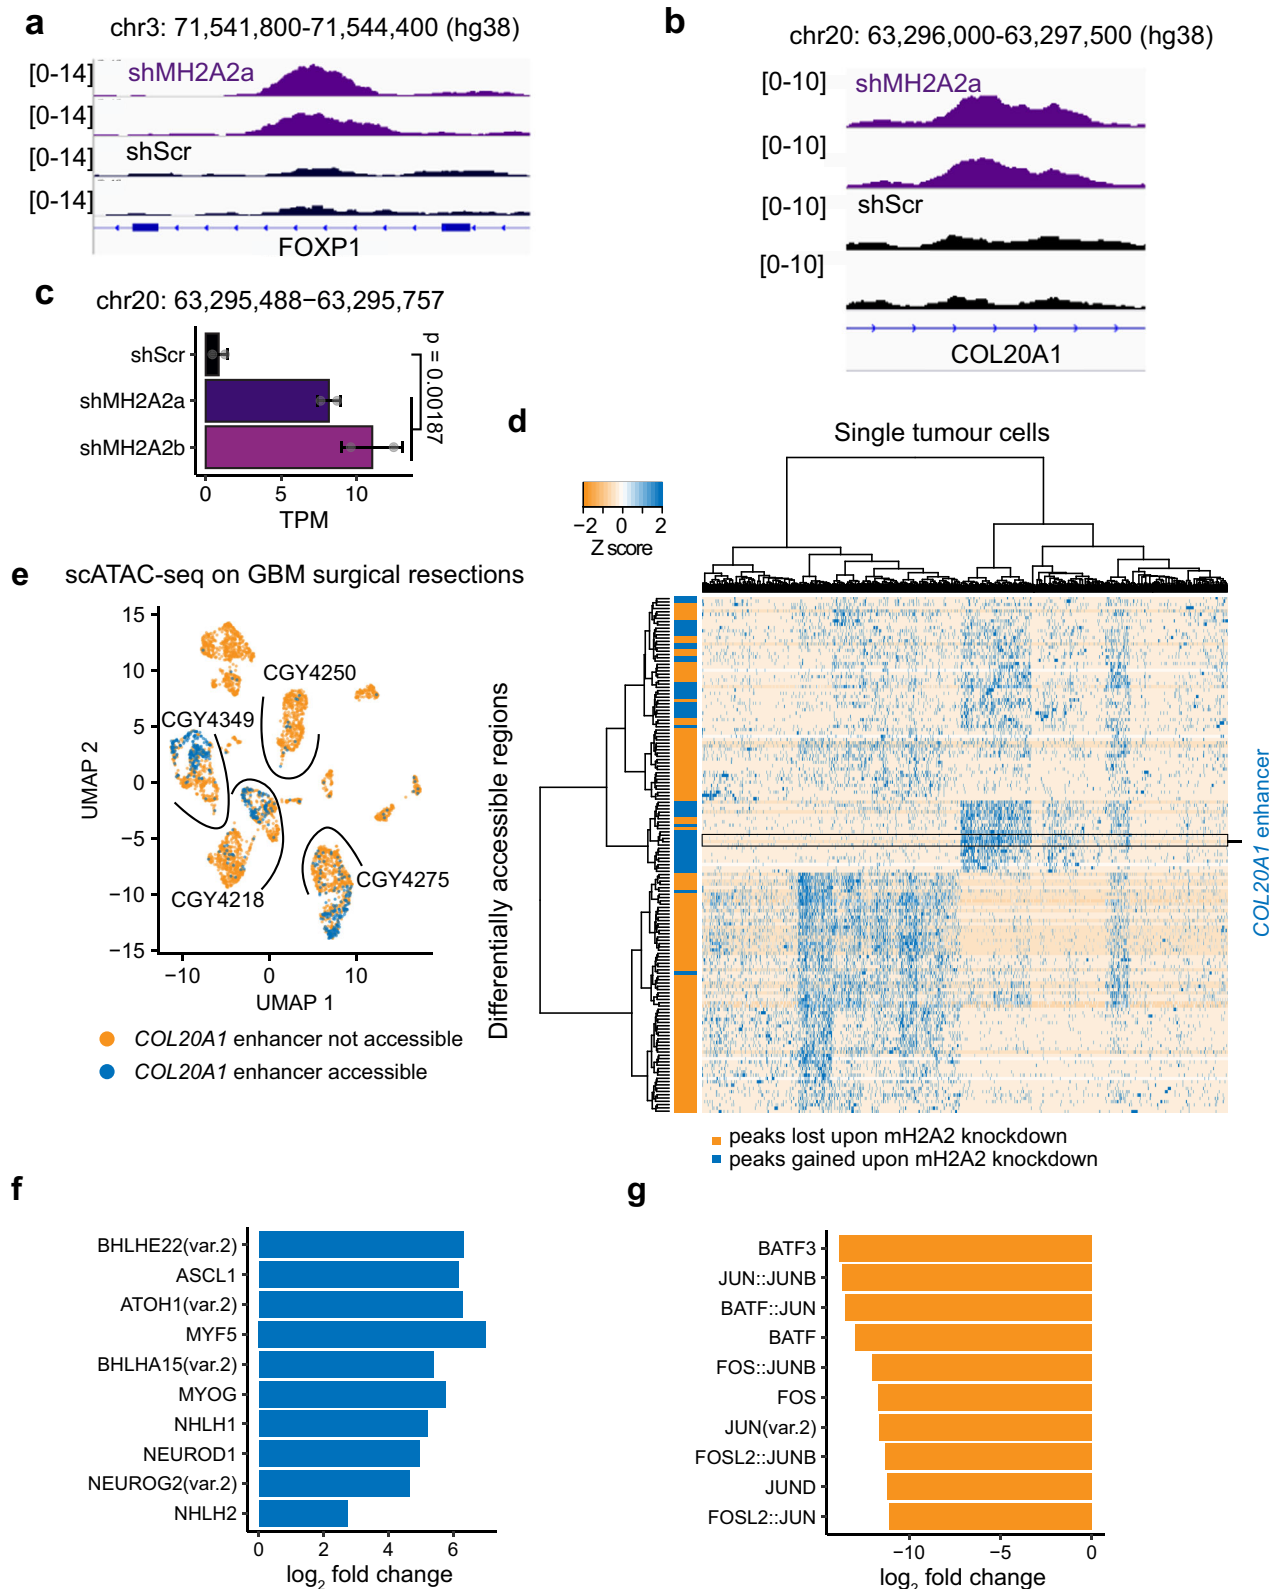 a
chr3: 71,541,800-71,544,400 (hg38)
[0-14]
shMH2A2a
[0-14]
[0-14]
shScr
[0-14]
FOXP1
b
chr20: 63,296,000-63,297,500 (hg38)
[0-10]
shMH2A2a
[0-10]
[0-10]
shScr
[0-10]
COL20A1
c
chr20: 63,295,488−63,295,757
shScr
shMH2A2a
shMH2A2b
p = 0.00187
0 5 10
TPM
d
Single tumour cells
−2 0 2
Z score
Differentially accessible regions
COL20A1 enhancer
peaks lost upon mH2A2 knockdown
peaks gained upon mH2A2 knockdown
e
scATAC-seq on GBM surgical resections
15
10
5
0
−5
−10
−15
UMAP 2
CGY4250
CGY4349
CGY4275
CGY4218
−10 0 10
UMAP 1
COL20A1 enhancer not accessible
COL20A1 enhancer accessible
f
BHLHE22(var.2)
ASCL1
ATOH1(var.2)
MYF5
BHLHA15(var.2)
MYOG
NHLH1
NEUROD1
NEUROG2(var.2)
NHLH2
0 2 4 6
log2 fold change
g
BATF3
JUN::JUNB
BATF::JUN
BATF
FOS::JUNB
FOS
JUN(var.2)
FOSL2::JUNB
JUND
FOSL2::JUN
−10 −5 0
log2 fold change